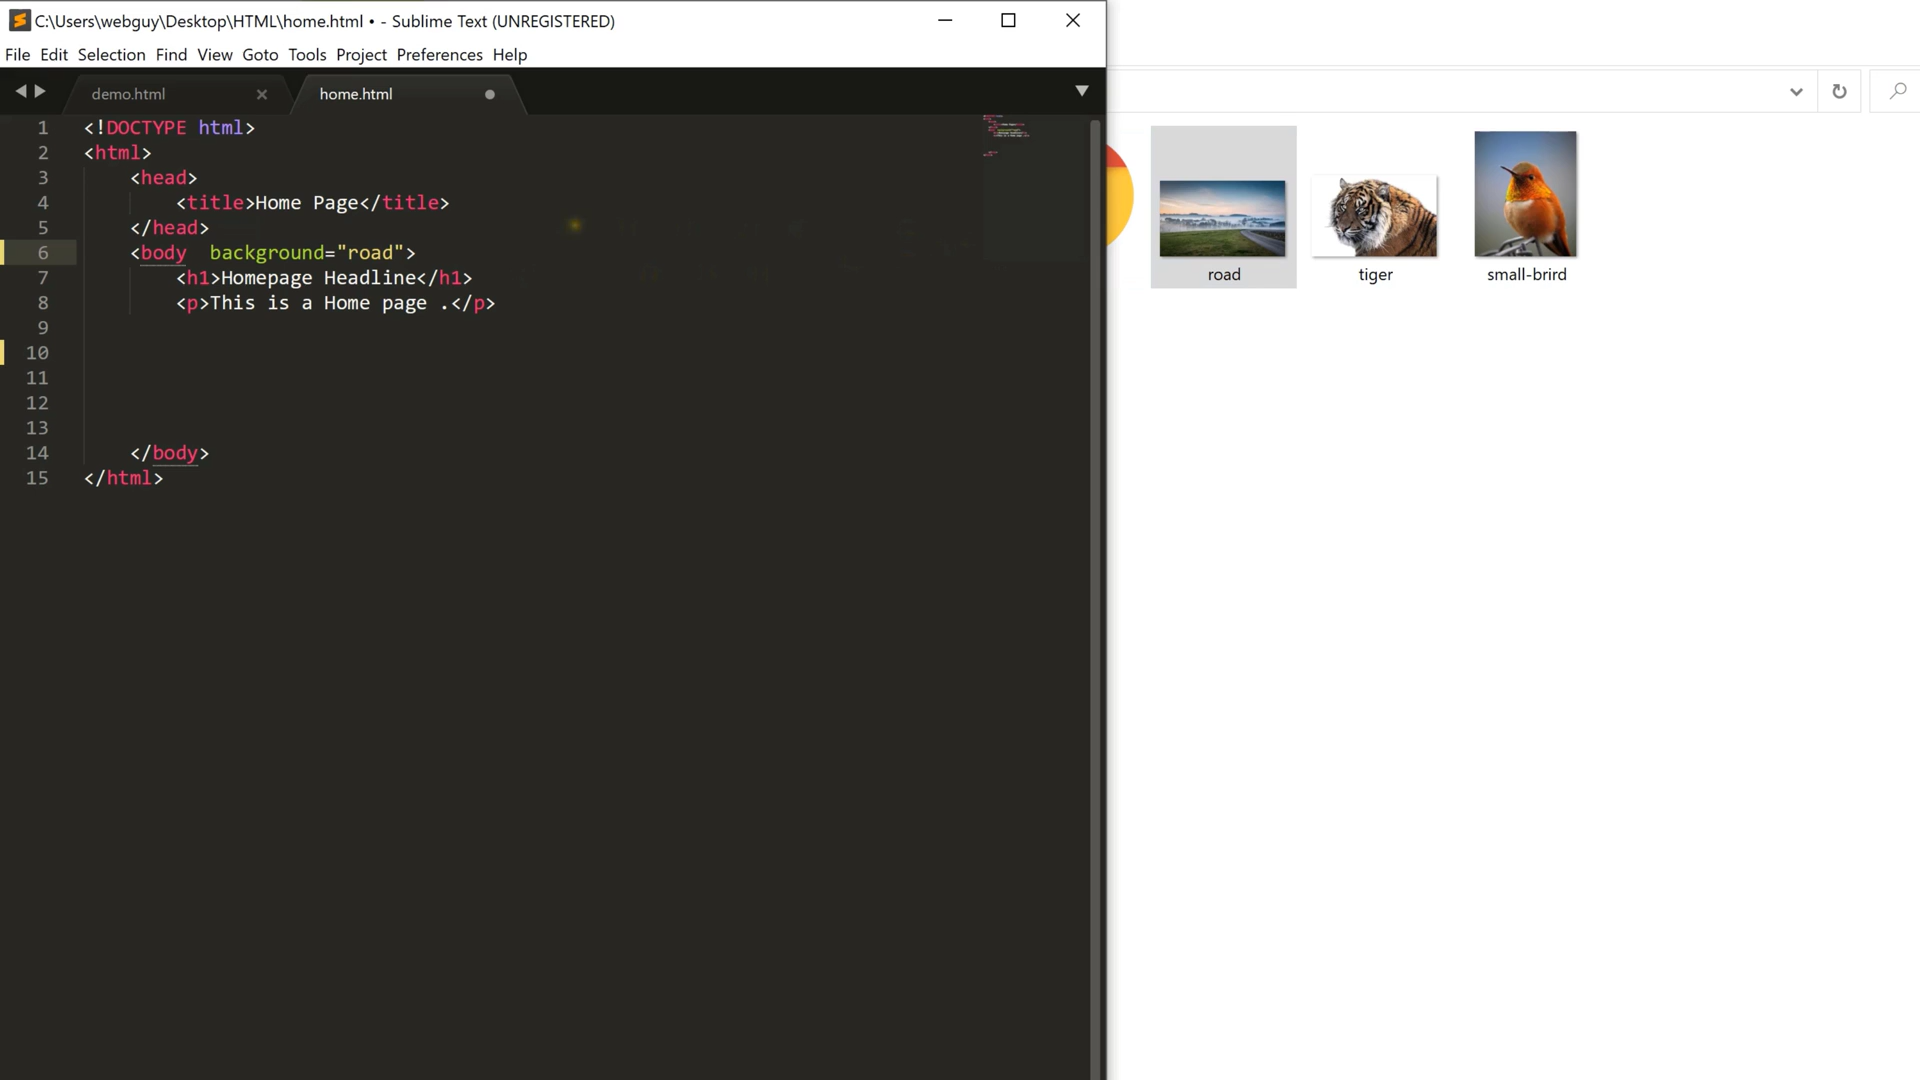 C:\Users\webguy\Desktop\HTML\home.html • - Sublime Text (UNREGISTERED)
File Edit Selection Find View Goto Tools Project Preferences Help
demo.html
home.html
1 <!DOCTYPE html>
2 <html>
3 <head>
4 <title>Home Page</title>
5 </head>
6 <body  background="road">
7 <h1>Homepage Headline</h1>
8 <p>This is a Home page .</p>
9
10
11
12
13
14 </body>
15 </html>
road
tiger
small-brird